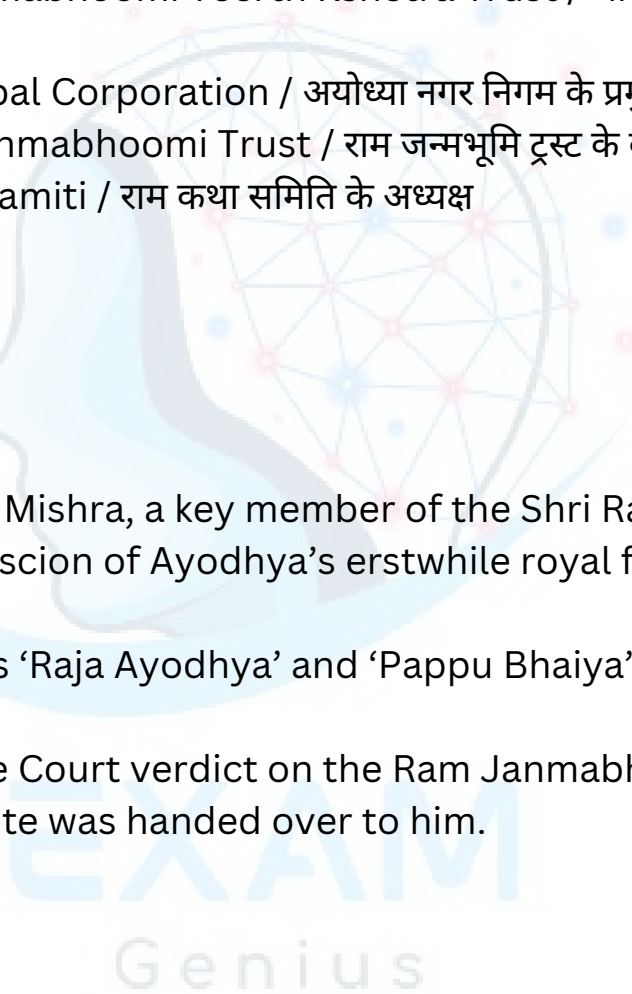 Trust /
pal Corporation / अयोध्या नगर निगम के
nmabhoomi Trust / राम जन्मभूमि ट्रस्ट के
amiti / राम कथा समिति के अध्यक्ष
Mishra, a key member of the Shri Ra
scion of Ayodhya’s erstwhile royal f
s ‘Raja Ayodhya’ and ‘Pappu Bhaiya’
e Court verdict on the Ram Janmabh
te was handed over to him.
EXAM
Genius